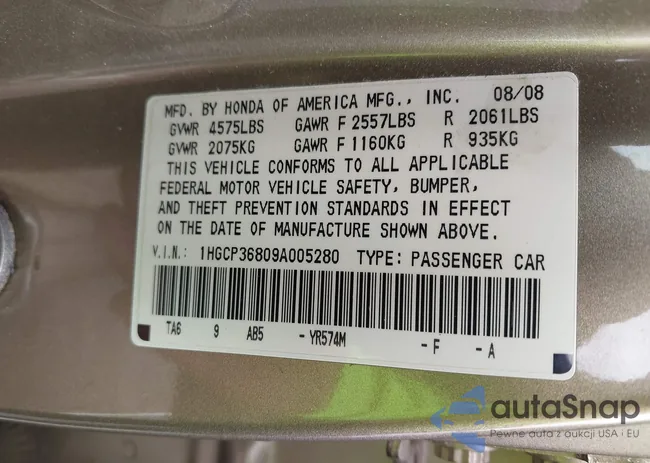 MFD. BY HONDA OF AMERICA MFG., INC. 08/08
GVWR 4575LBS GAWR F 2557LBS R 2061LBS
GVWR 2075KG GAWR F 1160KG R 935KG
THIS VEHICLE CONFORMS TO ALL APPLICABLE
FEDERAL MOTOR VEHICLE SAFETY, BUMPER,
AND THEFT PREVENTION STANDARDS IN EFFECT
ON THE DATE OF MANUFACTURE SHOWN ABOVE.
V.I.N.: 1HGCP36809A005280 TYPE: PASSENGER CAR
TA6 9 AB5 -YR574M -F -A
autaSnap
Pewne auta z aukcji USA i EU